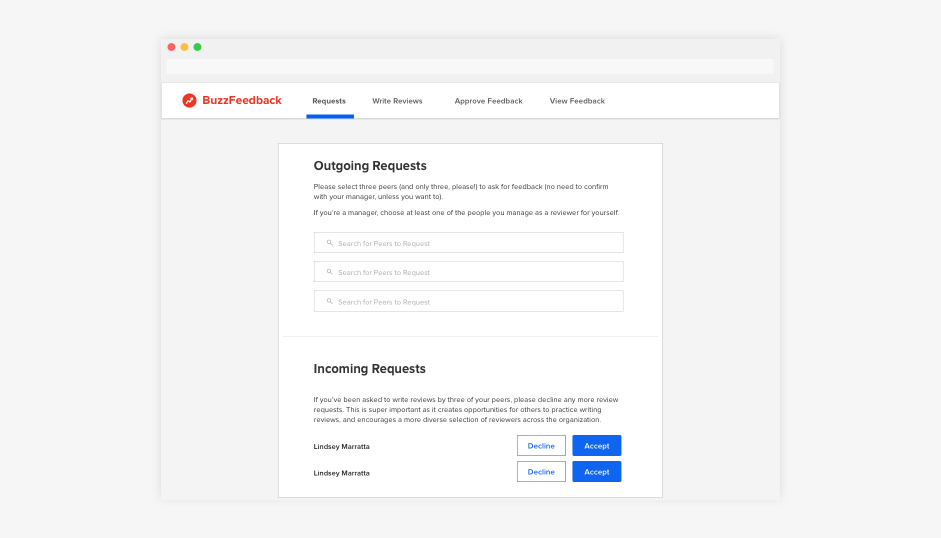 BuzzFeedback Requests Write Reviews Approve Feedback View Feedback
Outgoing Requests
Please select three peers (and only three, please!) to ask for feedback (no need to confirm
with your manager, unless you want to).
If you're a manager, choose at least one of the people you manage as a reviewer for yourself.
Search for Peers to Request
Search for Peers to Request
Search for Peers to Request
Incoming Requests
If you've been asked to write reviews by three of your peers, please decline any more review
requests. This is super important as it creates opportunities for others to practice writing
reviews, and encourages a more diverse selection of reviewers across the organization.
Lindsey Marratta Decline Accept
Lindsey Marratta Decline Accept